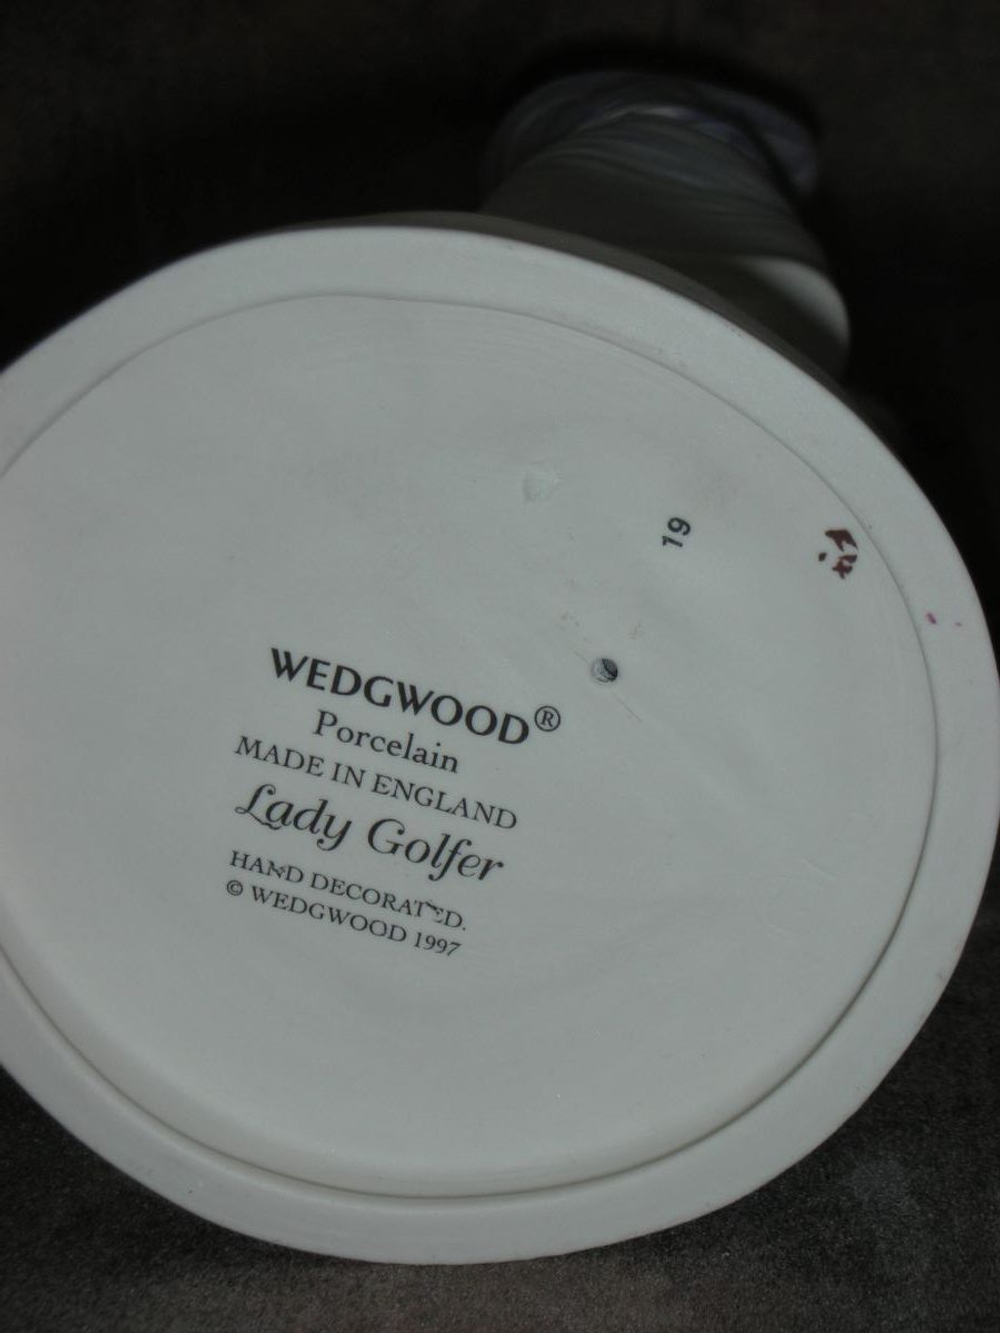 19
WEDGWOOD®
Porcelain
MADE IN ENGLAND
Lady Golfer
HAND DECORATED.
© WEDGWOOD 1997